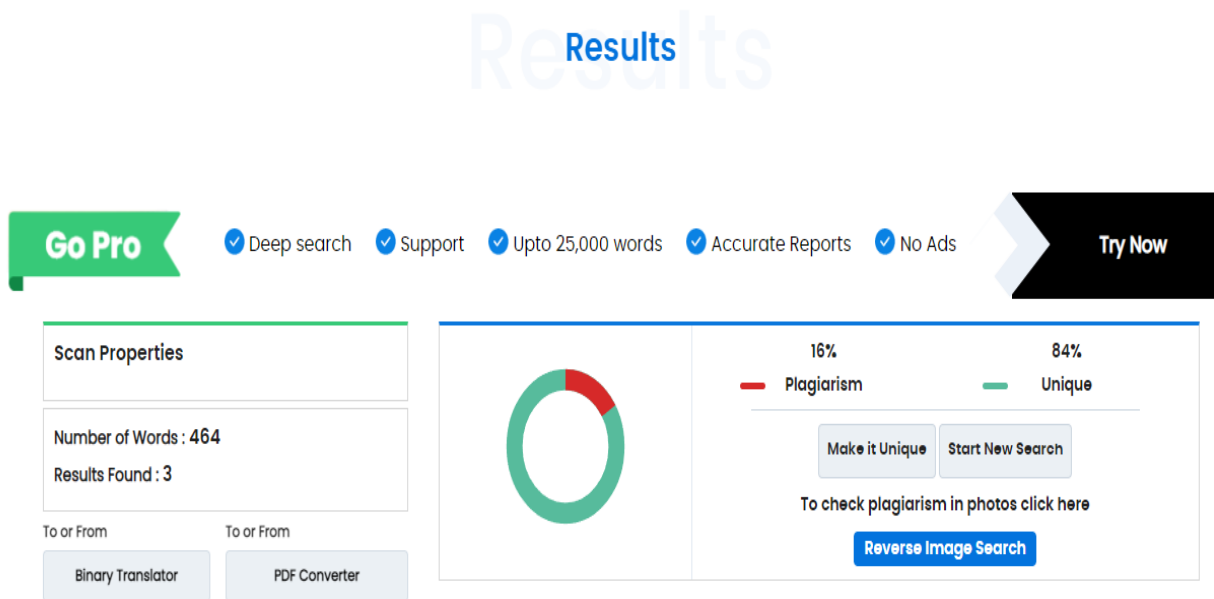 Results
Results
Go Pro
Deep search
Support
Upto 25,000 words
Accurate Reports
No Ads
Try Now
Scan Properties
Number of Words : 464
Results Found : 3
To or From
To or From
Binary Translator
PDF Converter
16%
84%
Plagiarism
Unique
Make it Unique
Start New Search
To check plagiarism in photos click here
Reverse Image Search